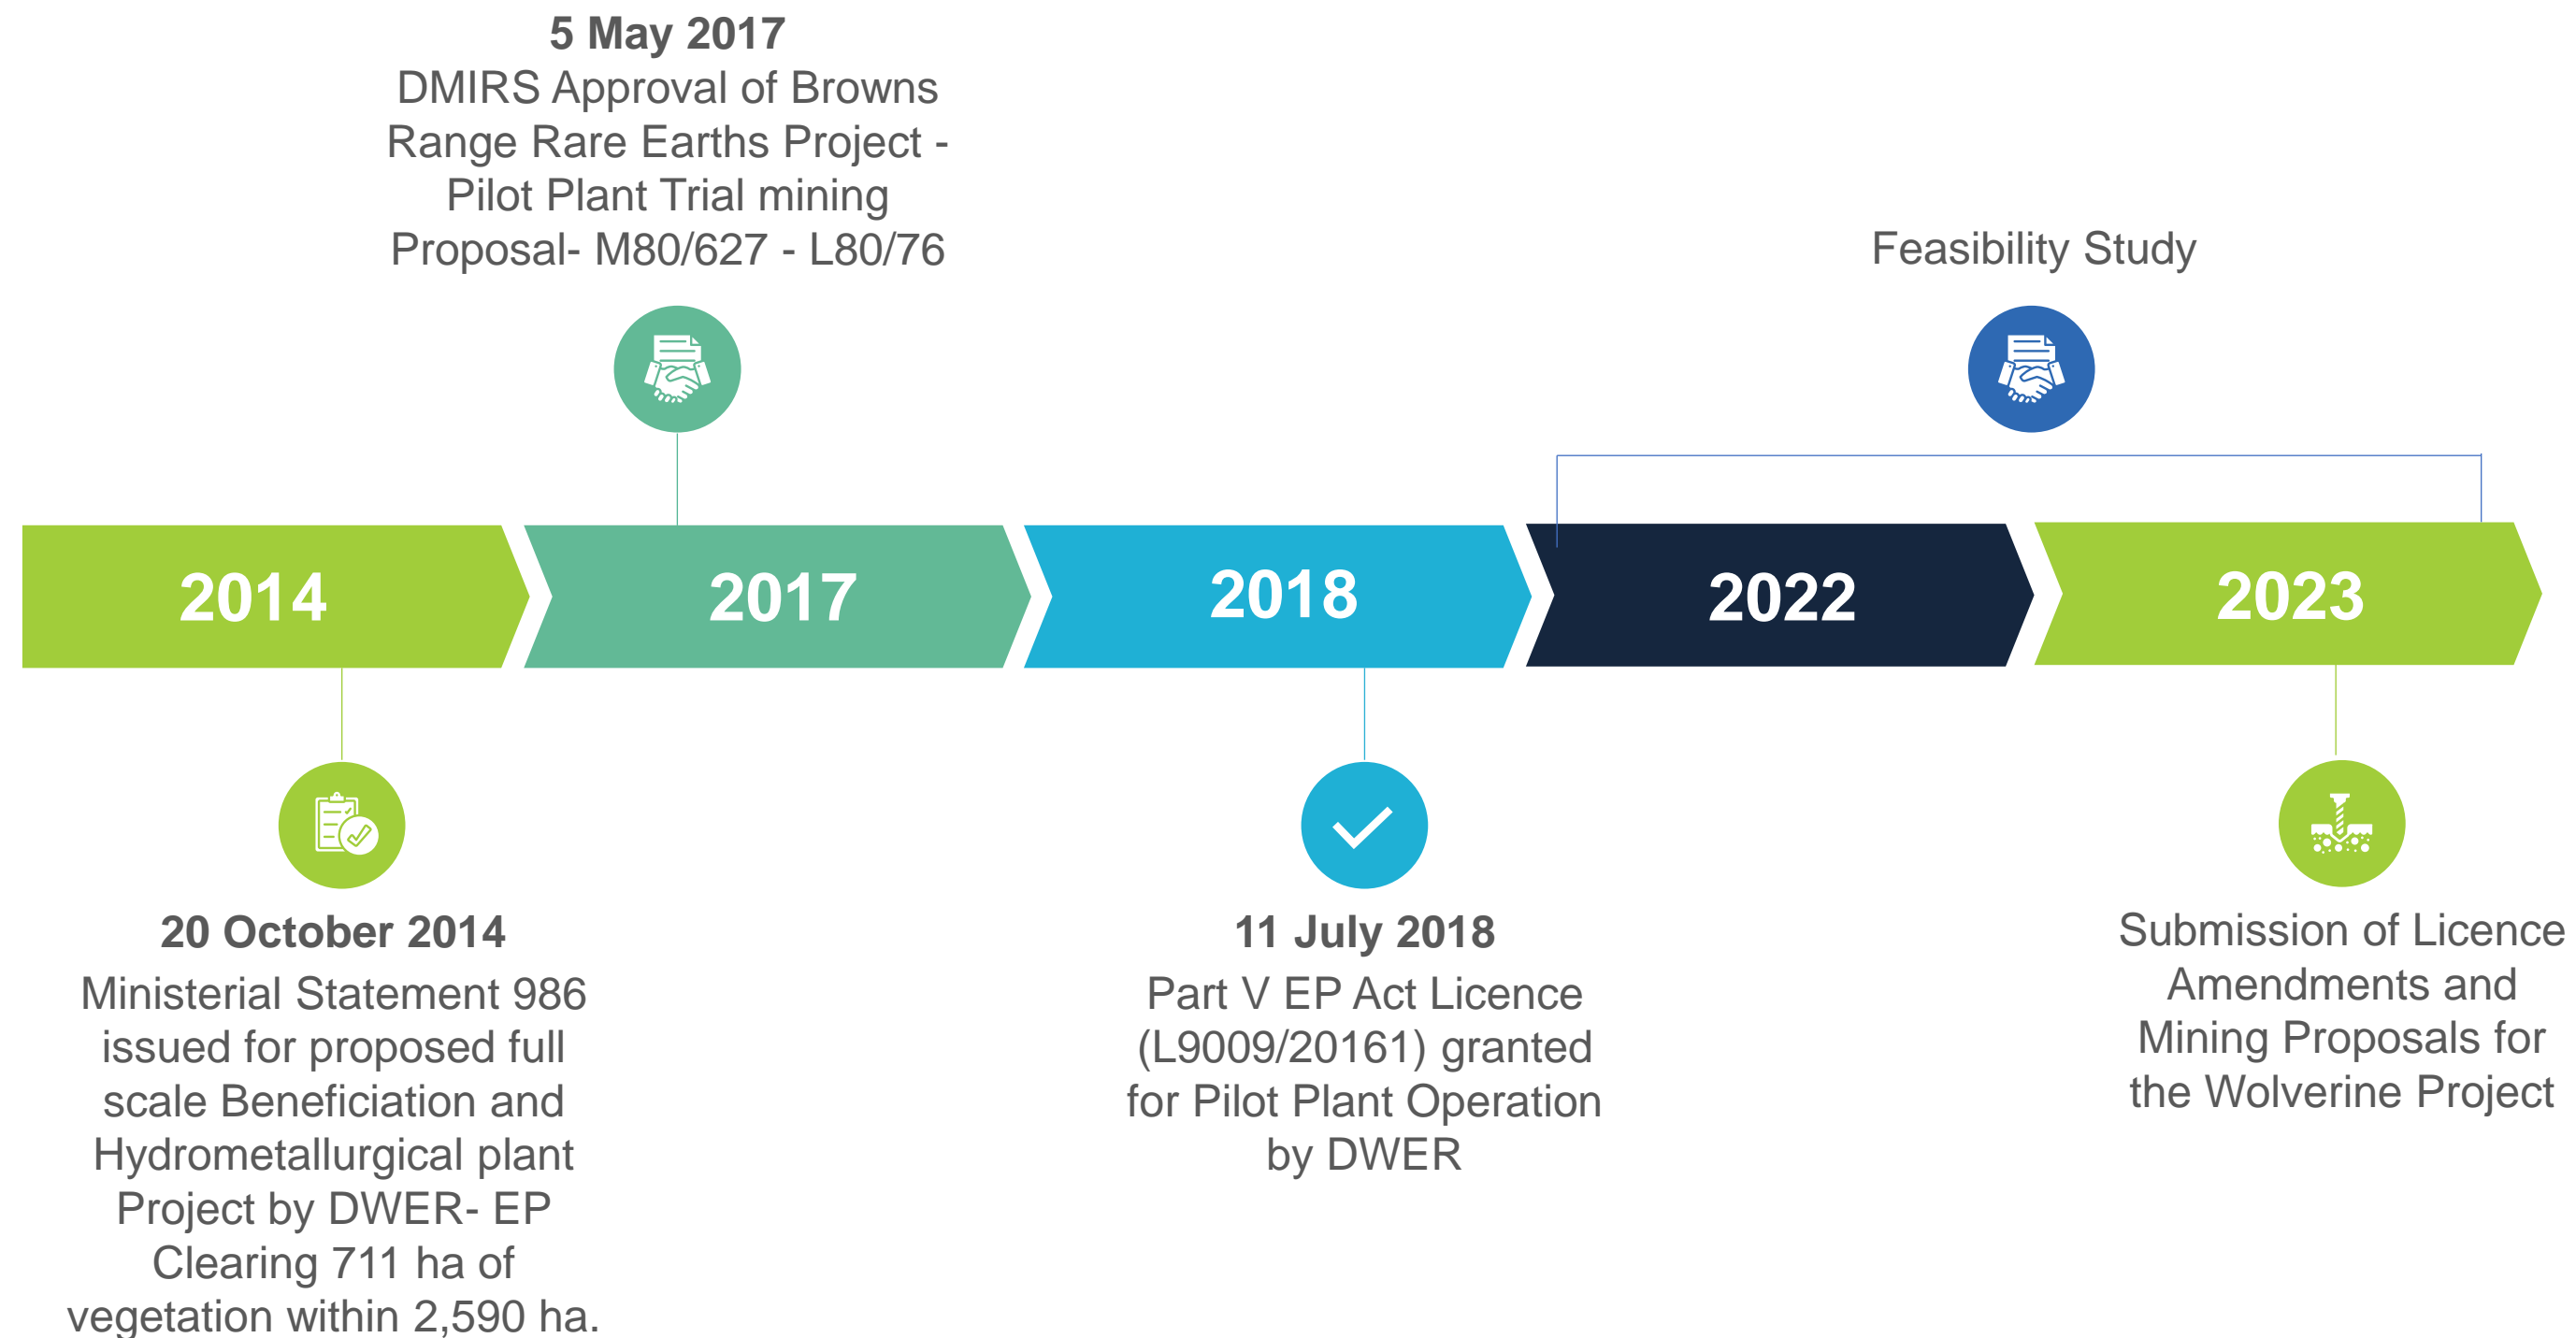 5 May 2017
DMIRS Approval of Browns
Range Rare Earths Project -
Pilot Plant Trial mining
Proposal- M80/627 - L80/76
Feasibility Study
2014
2017
2018
2022
2023
20 October 2014
Ministerial Statement 986
issued for proposed full
scale Beneficiation and
Hydrometallurgical plant
Project by DWER- EP
Clearing 711 ha of
vegetation within 2,590 ha.
11 July 2018
Part V EP Act Licence
(L9009/20161) granted
for Pilot Plant Operation
by DWER
Submission of Licence
Amendments and
Mining Proposals for
the Wolverine Project